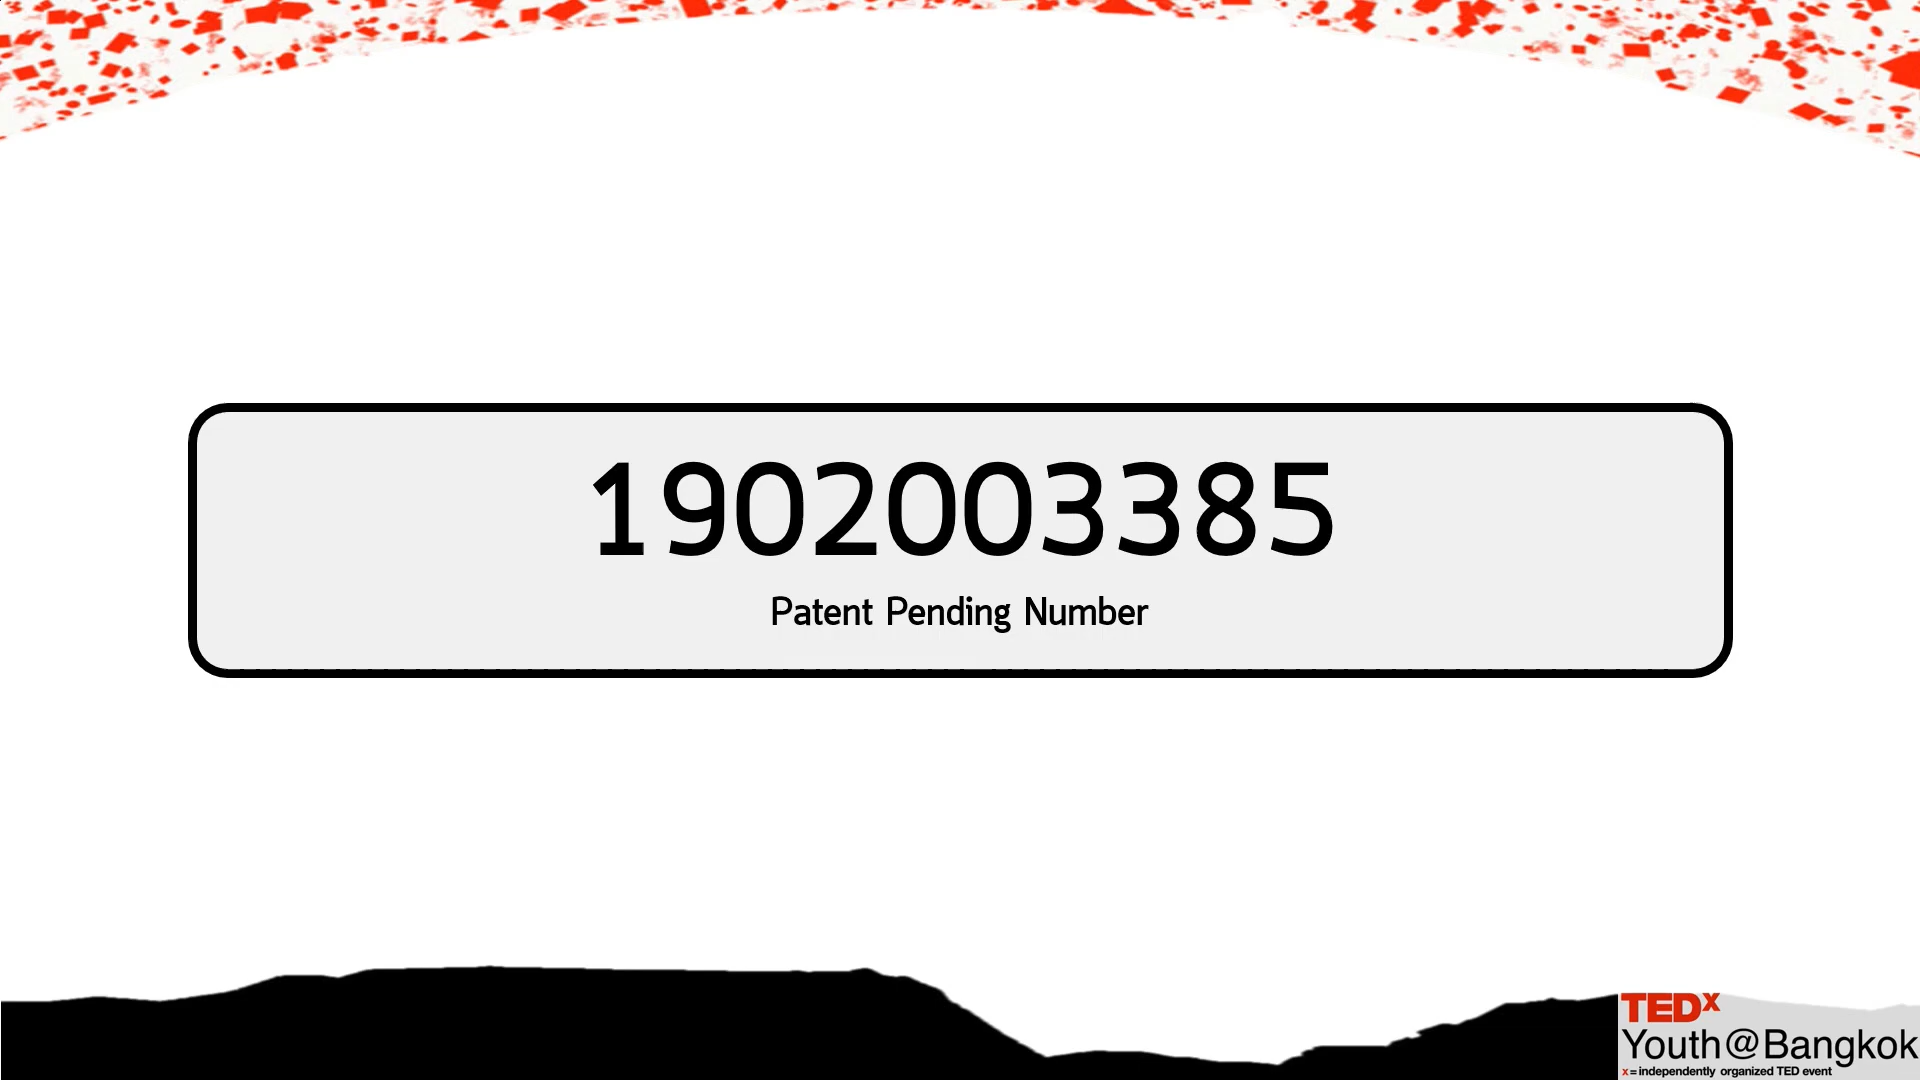 1902003385
Patent Pending Number
TEDx
Youth@Bangkok
x = independently organized TED event